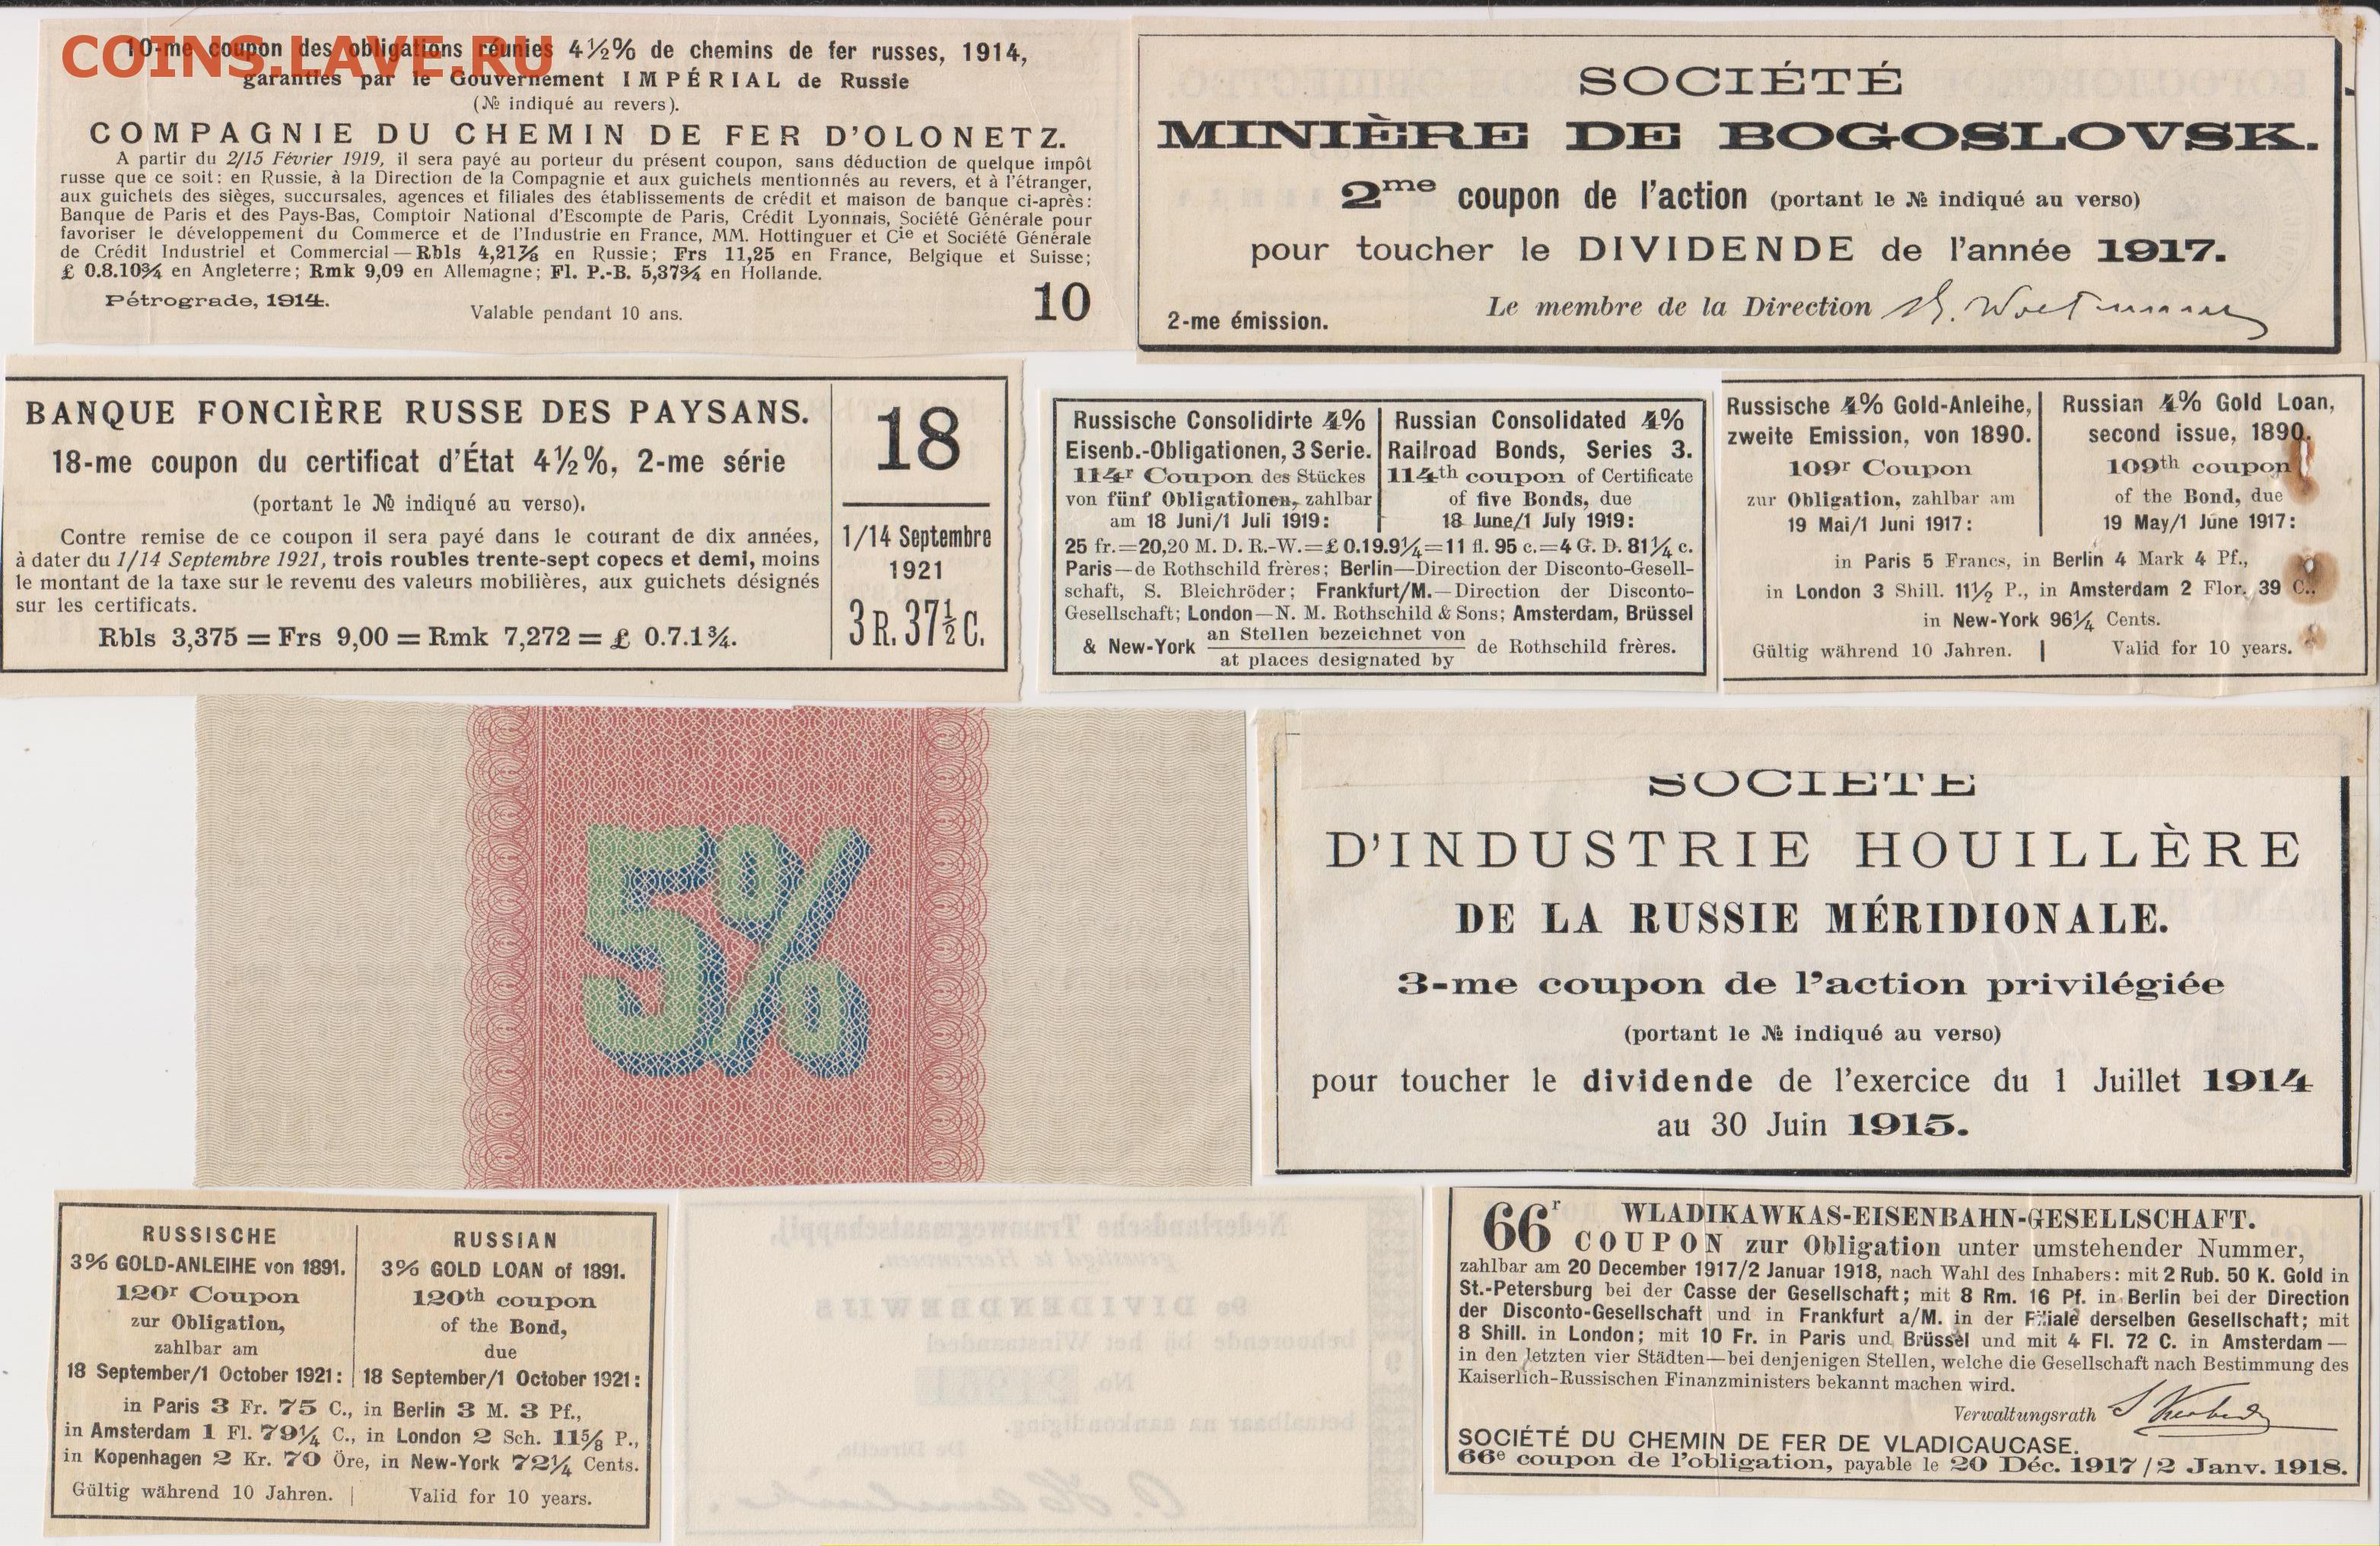 COINS.LAVE.RU
10-me coupon des obligations réunies 4½% de chemins de fer russes, 1914,
garanties par le Gouvernement IMPÉRIAL de Russie
(№ indiqué au revers).
COMPAGNIE DU CHEMIN DE FER D'OLONETZ.
A partir du 2/15 Février 1919, il sera payé au porteur du présent coupon, sans déduction de quelque impôt
russe que ce soit: en Russie, à la Direction de la Compagnie et aux guichets mentionnés au revers, et à l'étranger,
aux guichets des sièges, succursales, agences et filiales des établissements de crédit et maison de banque ci-après:
Banque de Paris et des Pays-Bas, Comptoir National d'Escompte de Paris, Crédit Lyonnais, Société Générale pour
favoriser le développement du Commerce et de l'Industrie en France, MM. Hottinguer et Cie et Société Générale
de Crédit Industriel et Commercial — Rbls 4,21⅞ en Russie; Frs 11,25 en France, Belgique et Suisse;
£ 0.8.10¾ en Angleterre; Rmk 9,09 en Allemagne; Fl. P.-B. 5,37¾ en Hollande.
Pétrograde, 1914.
Valable pendant 10 ans.
10
SOCIÉTÉ
MINIÈRE DE BOGOSLOVSK.
2me coupon de l'action (portant le № indiqué au verso)
pour toucher le DIVIDENDE de l'année 1917.
Le membre de la Direction
2-me émission.
BANQUE FONCIÈRE RUSSE DES PAYSANS.
18-me coupon du certificat d'État 4½%, 2-me série
(portant le № indiqué au verso).
Contre remise de ce coupon il sera payé dans le courant de dix années,
à dater du 1/14 Septembre 1921, trois roubles trente-sept copecs et demi, moins
le montant de la taxe sur le revenu des valeurs mobilières, aux guichets désignés
sur les certificats.
Rbls 3,375 = Frs 9,00 = Rmk 7,272 = £ 0.7.1¾.
18
1/14 Septembre
1921
3 R. 37½ C.
Russische Consolidirte 4%
Eisenb.-Obligationen, 3 Serie.
114r Coupon des Stückes
von fünf Obligationen, zahlbar
am 18 Juni/1 Juli 1919:
Russian Consolidated 4%
Railroad Bonds, Series 3.
114th coupon of Certificate
of five Bonds, due
18 June/1 July 1919:
25 fr.=20,20 M. D. R.-W.=£ 0.19.9¼=11 fl. 95 c.=4 G. D. 81¼ c.
Paris—de Rothschild frères; Berlin—Direction der Disconto-Gesell-
schaft, S. Bleichröder; Frankfurt/M.—Direction der Disconto-
Gesellschaft; London—N. M. Rothschild & Sons; Amsterdam, Brüssel
& New-York an Stellen bezeichnet von de Rothschild frères.
at places designated by
Russische 4% Gold-Anleihe,
zweite Emission, von 1890.
109r Coupon
zur Obligation, zahlbar am
19 Mai/1 Juni 1917:
Russian 4% Gold Loan,
second issue, 1890.
109th coupon
of the Bond, due
19 May/1 June 1917:
in Paris 5 Francs, in Berlin 4 Mark 4 Pf.,
in London 3 Shill. 11½ P., in Amsterdam 2 Flor. 39 C.,
in New-York 96¼ Cents.
Gültig während 10 Jahren. | Valid for 10 years.
5%
SOCIÉTÉ
D'INDUSTRIE HOUILLÈRE
DE LA RUSSIE MÉRIDIONALE.
3-me coupon de l'action privilégiée
(portant le № indiqué au verso)
pour toucher le dividende de l'exercice du 1 Juillet 1914
au 30 Juin 1915.
RUSSISCHE
3% GOLD-ANLEIHE von 1891.
120r Coupon
zur Obligation,
zahlbar am
18 September/1 October 1921:
RUSSIAN
3% GOLD LOAN of 1891.
120th coupon
of the Bond,
due
18 September/1 October 1921:
in Paris 3 Fr. 75 C., in Berlin 3 M. 3 Pf.,
in Amsterdam 1 Fl. 79¼ C., in London 2 Sch. 11⅝ P.,
in Kopenhagen 2 Kr. 70 Öre, in New-York 72¼ Cents.
Gültig während 10 Jahren. | Valid for 10 years.
Nederlandsche Tramwegmaatschappij,
gevestigd te Heerenveen.
9e DIVIDENDBEWIJS
behoorende bij het Winstaandeel
No.
betaalbaar na aankondiging.
De Directie,
9
66r WLADIKAWKAS-EISENBAHN-GESELLSCHAFT.
COUPON zur Obligation unter umstehender Nummer,
zahlbar am 20 December 1917/2 Januar 1918, nach Wahl des Inhabers: mit 2 Rub. 50 K. Gold in
St.-Petersburg bei der Casse der Gesellschaft; mit 8 Rm. 16 Pf. in Berlin bei der Direction
der Disconto-Gesellschaft und in Frankfurt a/M. in der Filiale derselben Gesellschaft; mit
8 Shill. in London; mit 10 Fr. in Paris und Brüssel und mit 4 Fl. 72 C. in Amsterdam —
in den letzten vier Städten—bei denjenigen Stellen, welche die Gesellschaft nach Bestimmung des
Kaiserlich-Russischen Finanzministers bekannt machen wird.
Verwaltungsrath
SOCIÉTÉ DU CHEMIN DE FER DE VLADICAUCASE.
66e coupon de l'obligation, payable le 20 Déc. 1917/2 Janv. 1918.